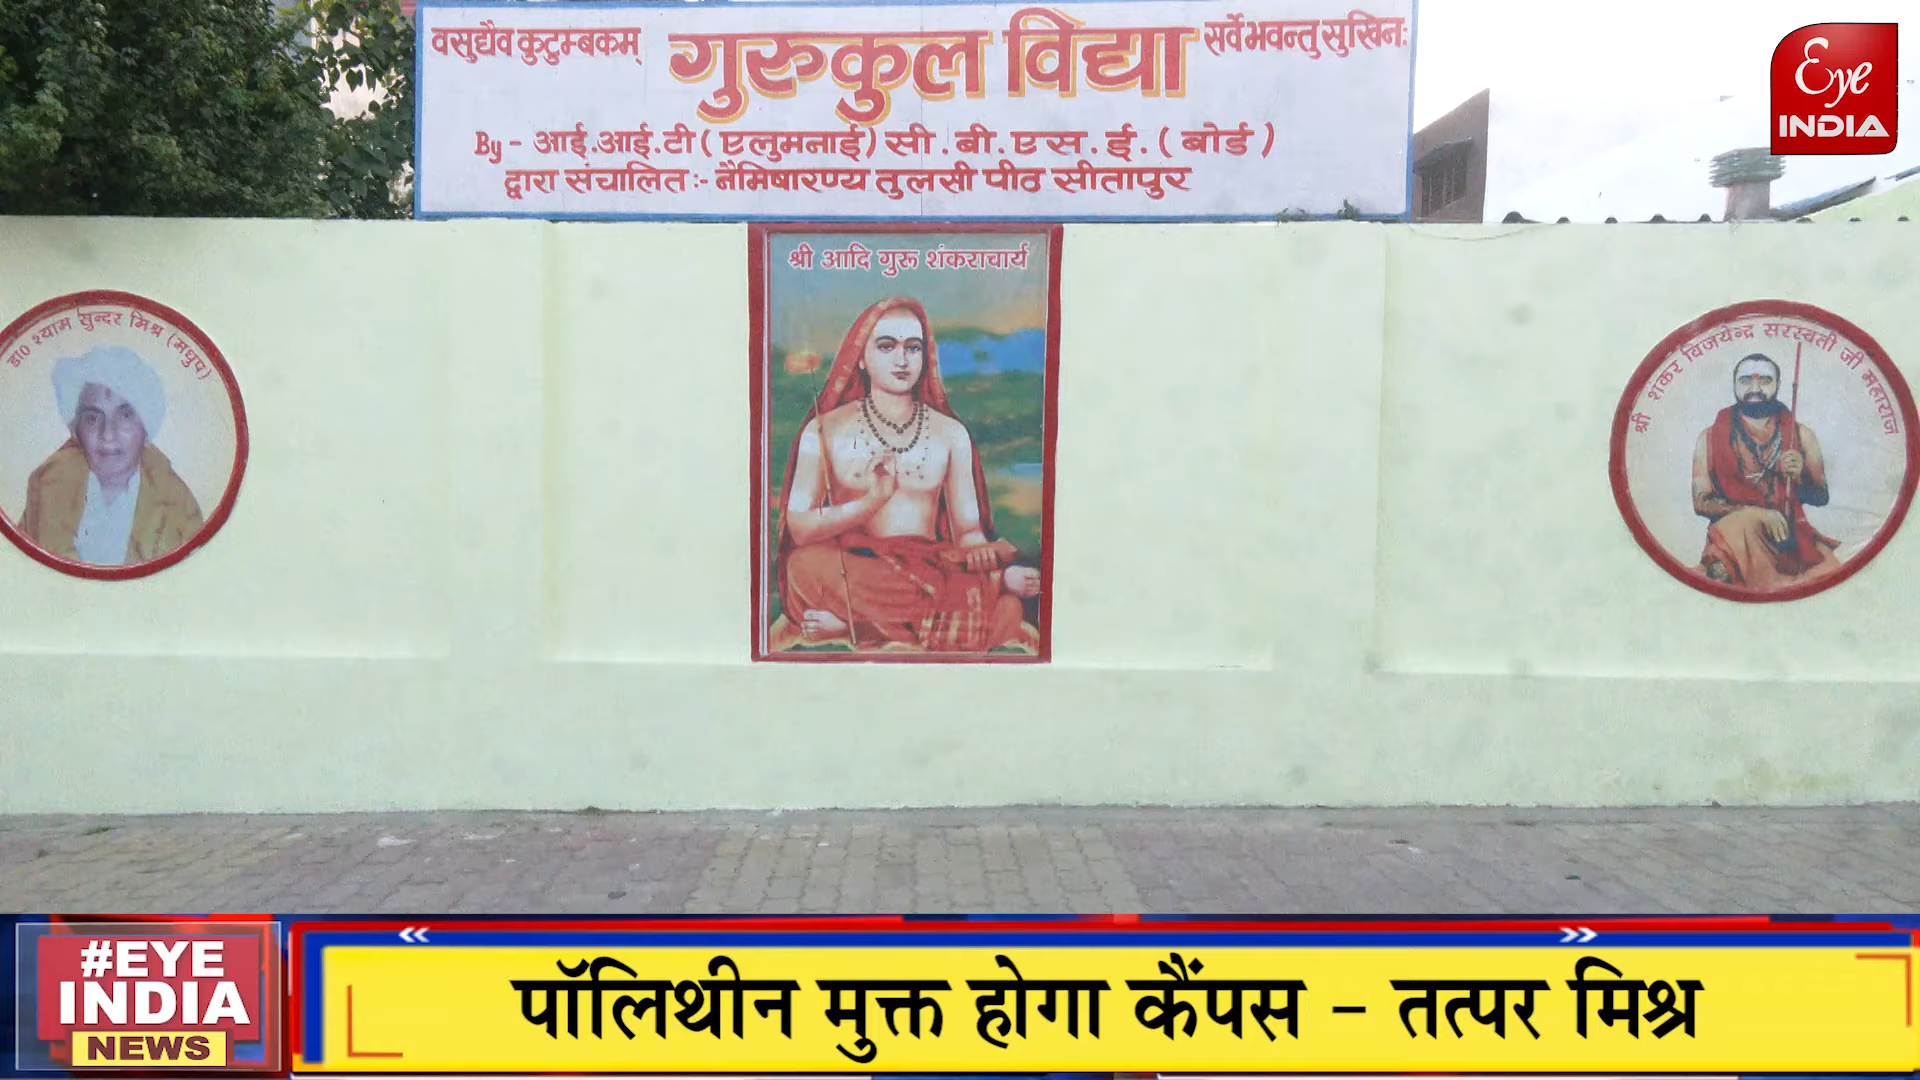 वसुद्यैव कुटुम्बकम् गुरुकुल विद्या सर्वे भवन्तु सुखिनः
By - आई.आई.टी (एलुमनाई) सी.बी.एस.ई. (बोर्ड)
द्वारा संचालित :- नैमिषारण्य तुलसी पीठ सीतापुर
Eye
INDIA
श्री आदि गुरू शंकराचार्य
डा० श्याम सुन्दर मिश्र (मधुप)
श्री शंकर विजयेन्द्र सरस्वती जी महाराज
#EYE
INDIA
NEWS
पॉलिथीन मुक्त होगा कैंपस - तत्पर मिश्र